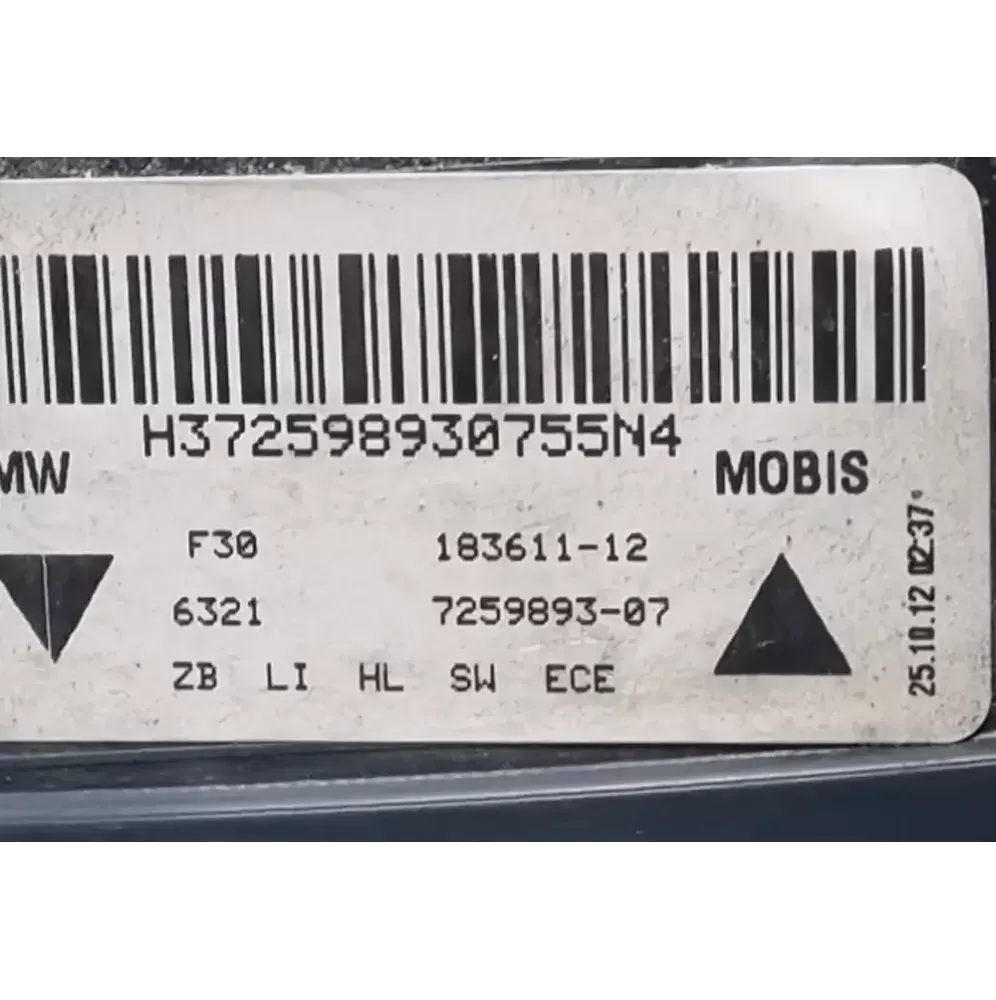 H372598930755N4
MW
MOBIS
F30 183611-12
6321 7259893-07
ZB LI HL SW ECE
25.10.12 02:37